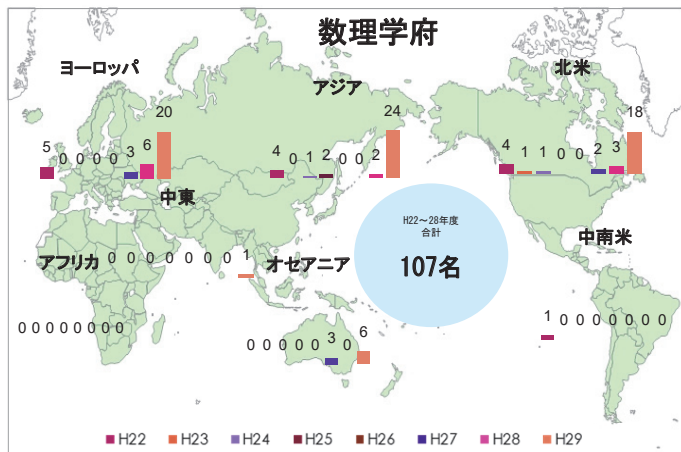 数理学府
ヨーロッパ
5 0 0 0 0 3 6 20
アジア
4 0 1 2 0 0 2 24
北米
4 1 1 0 0 2 3 18
中東
0 0 0 0 0 0 0 1
アフリカ
0 0 0 0 0 0 0 0
オセアニア
0 0 0 0 0 3 0 6
H22～28年度
合計
107名
中南米
1 0 0 0 0 0 0 0
H22 H23 H24 H25 H26 H27 H28 H29